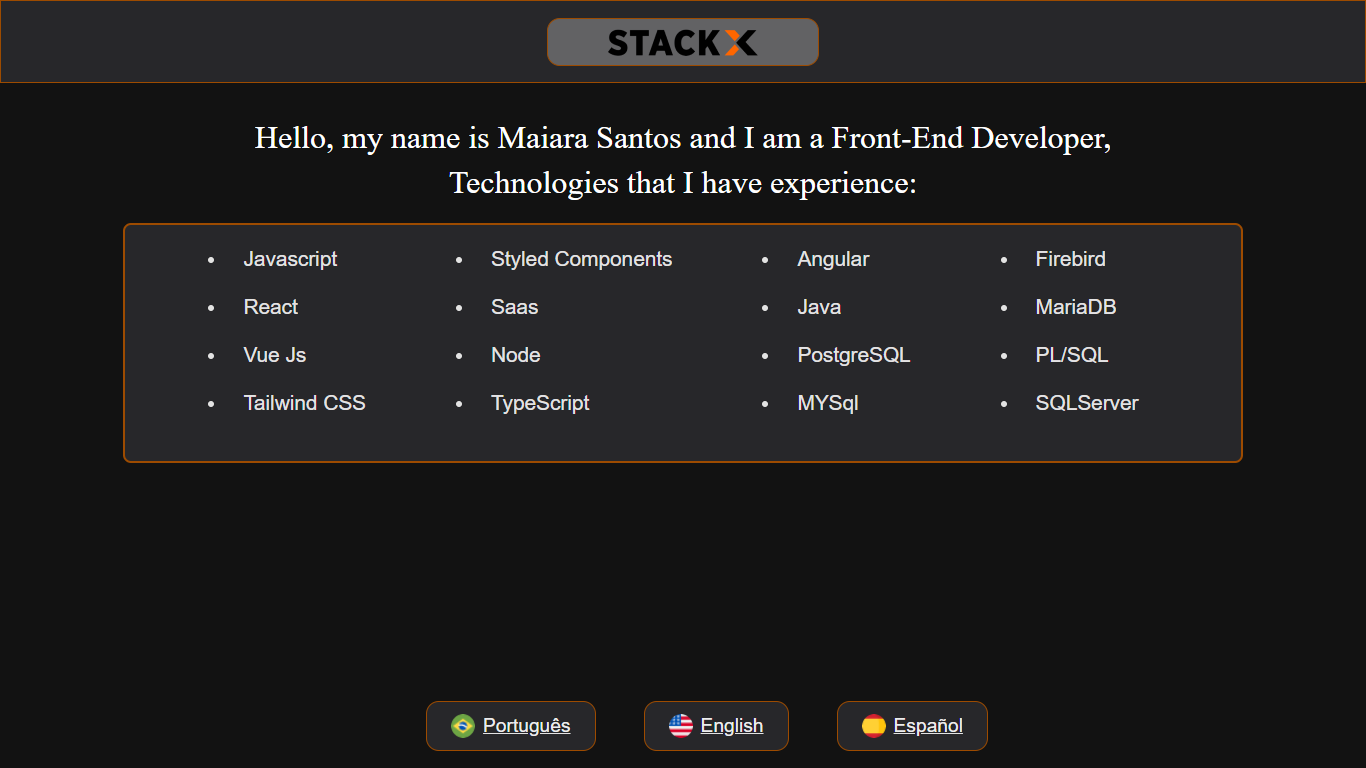 STACKX
Hello, my name is Maiara Santos and I am a Front-End Developer,
Technologies that I have experience:
• Javascript
• React
• Vue Js
• Tailwind CSS
• Styled Components
• Saas
• Node
• TypeScript
• Angular
• Java
• PostgreSQL
• MYSql
• Firebird
• MariaDB
• PL/SQL
• SQLServer
Português
English
Español